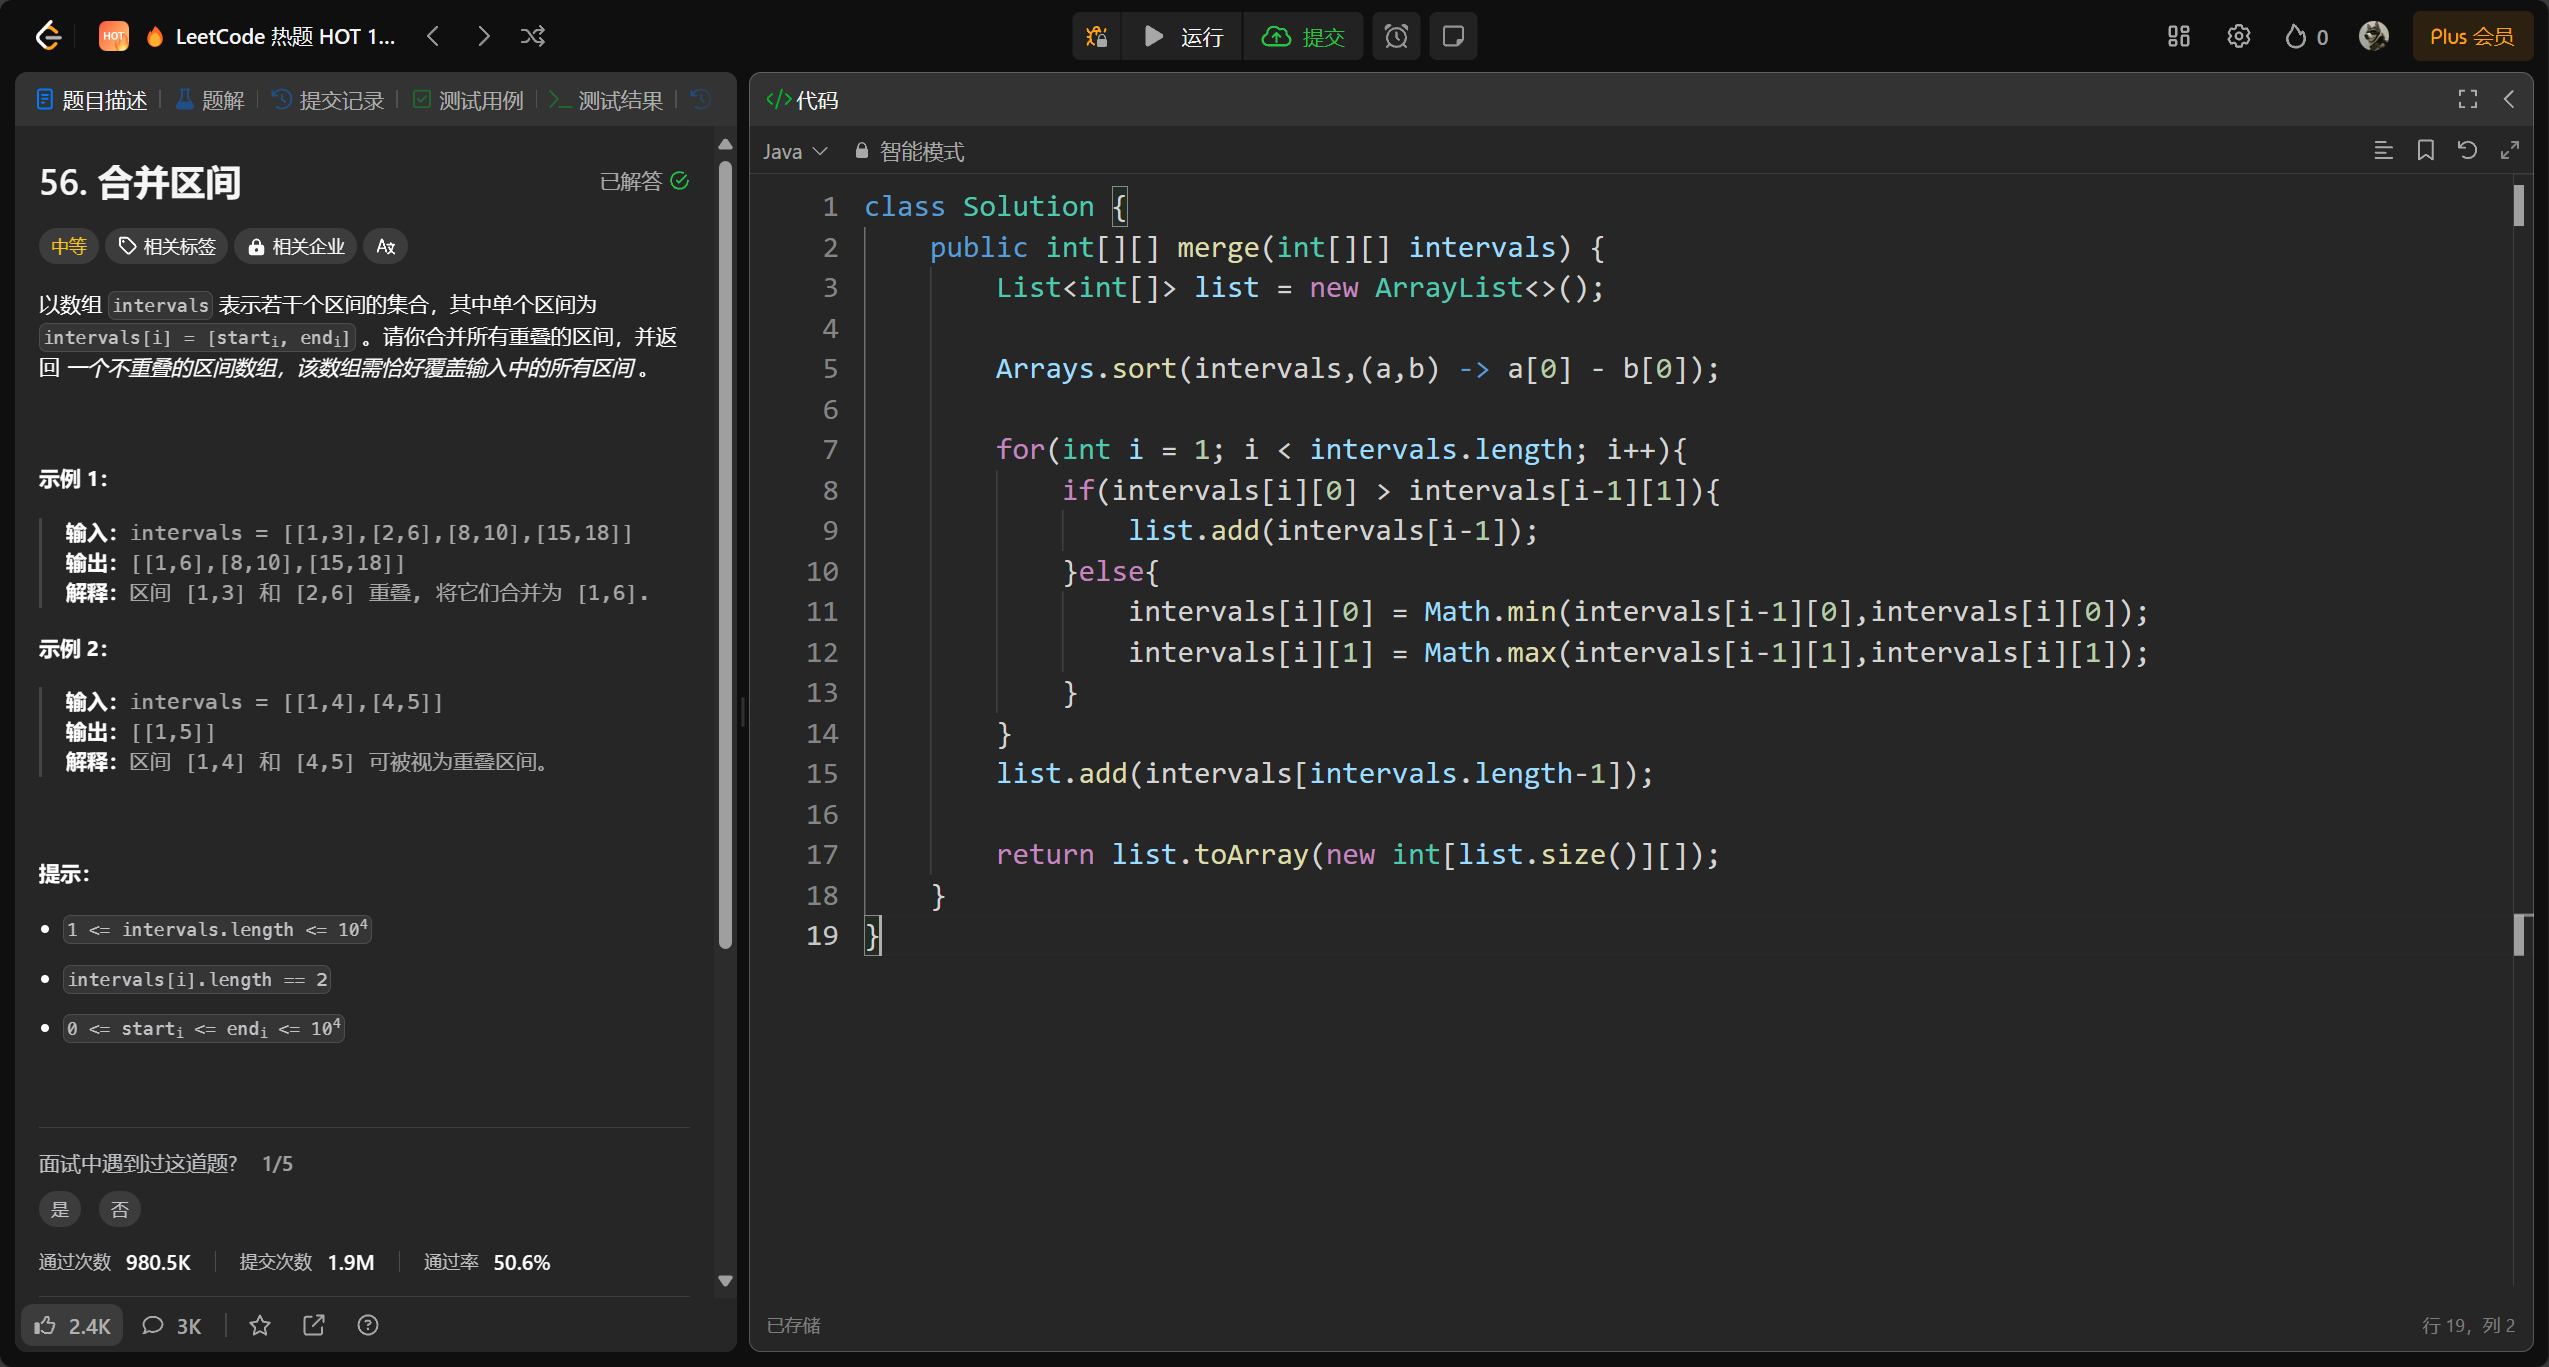 HOT LeetCode 热题 HOT 1...
运行 提交
0 Plus 会员
题目描述 题解 提交记录 测试用例 测试结果
56. 合并区间
已解答
中等 相关标签 相关企业
以数组 intervals 表示若干个区间的集合，其中单个区间为
intervals[i] = [starti, endi] 。请你合并所有重叠的区间，并返
回 一个不重叠的区间数组，该数组需恰好覆盖输入中的所有区间 。
示例 1：
输入：intervals = [[1,3],[2,6],[8,10],[15,18]]
输出：[[1,6],[8,10],[15,18]]
解释：区间 [1,3] 和 [2,6] 重叠, 将它们合并为 [1,6].
示例 2：
输入：intervals = [[1,4],[4,5]]
输出：[[1,5]]
解释：区间 [1,4] 和 [4,5] 可被视为重叠区间。
提示：
1 <= intervals.length <= 10^4
intervals[i].length == 2
0 <= starti <= endi <= 10^4
面试中遇到过这道题? 1/5
是 否
通过次数 980.5K 提交次数 1.9M 通过率 50.6%
2.4K 3K
</>代码
Java 智能模式
1 class Solution {
2     public int[][] merge(int[][] intervals) {
3         List<int[]> list = new ArrayList<>();
4
5         Arrays.sort(intervals,(a,b) -> a[0] - b[0]);
6
7         for(int i = 1; i < intervals.length; i++){
8             if(intervals[i][0] > intervals[i-1][1]){
9                 list.add(intervals[i-1]);
10             }else{
11                 intervals[i][0] = Math.min(intervals[i-1][0],intervals[i][0]);
12                 intervals[i][1] = Math.max(intervals[i-1][1],intervals[i][1]);
13             }
14         }
15         list.add(intervals[intervals.length-1]);
16
17         return list.toArray(new int[list.size()][]);
18     }
19 }
已存储
行 19，列 2